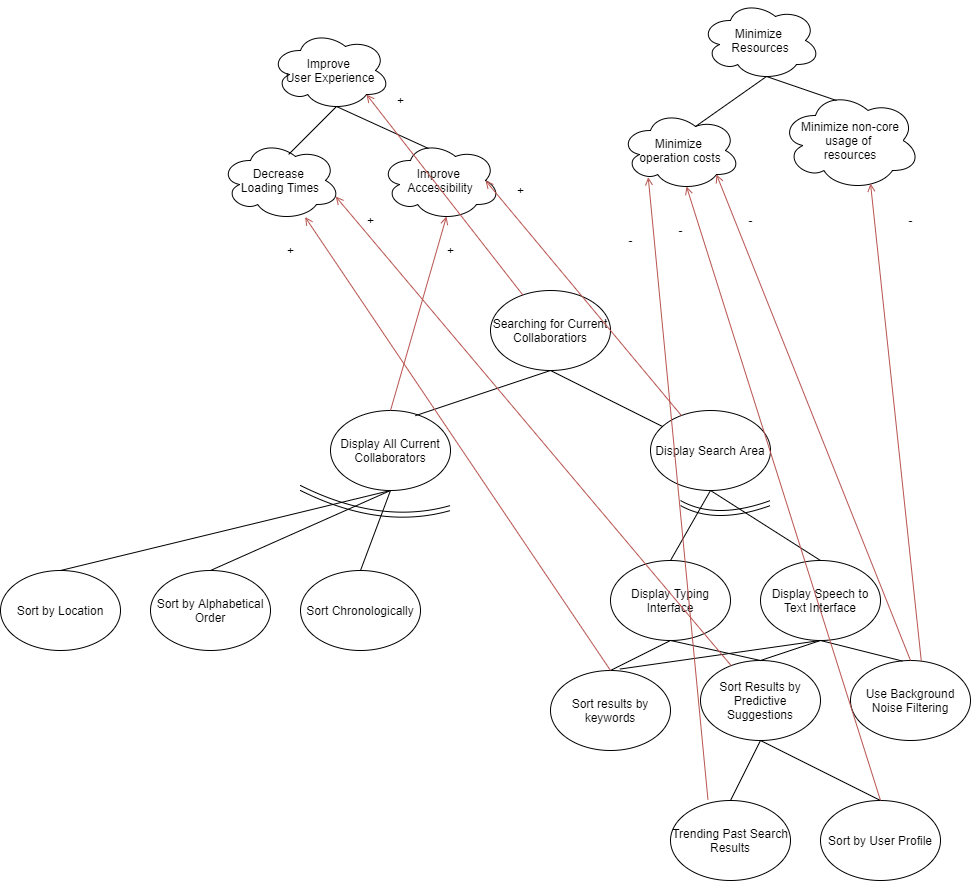 Minimize
Resources
Improve
User Experience
+
Minimize
operation costs
Minimize non-core
usage of
resources
Decrease
Loading Times
Improve
Accessibility
+
+
-
-
-
-
+
+
Searching for Current
Collaboratiors
Display All Current
Collaborators
Display Search Area
Sort by Location
Sort by Alphabetical
Order
Sort Chronologically
Display Typing
Interface
Display Speech to
Text Interface
Sort results by
keywords
Sort Results by
Predictive
Suggestions
Use Background
Noise Filtering
Trending Past Search
Results
Sort by User Profile